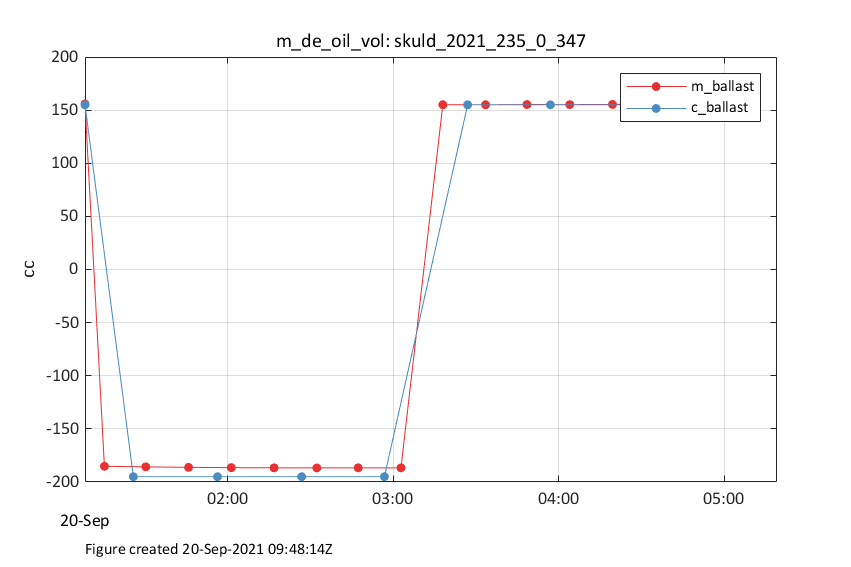 m_de_oil_vol: skuld_2021_235_0_347
200
150
100
50
0
-50
-100
-150
-200
cc
m_ballast
c_ballast
02:00
03:00
04:00
05:00
20-Sep
Figure created 20-Sep-2021 09:48:14Z